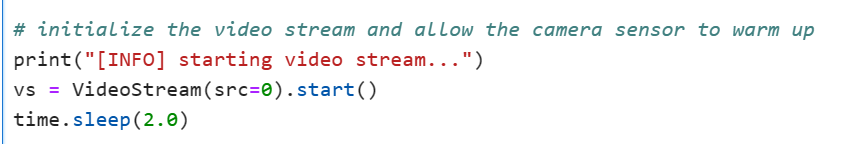 # initialize the video stream and allow the camera sensor to warm up
print("[INFO] starting video stream...")
vs = VideoStream(src=0).start()
time.sleep(2.0)